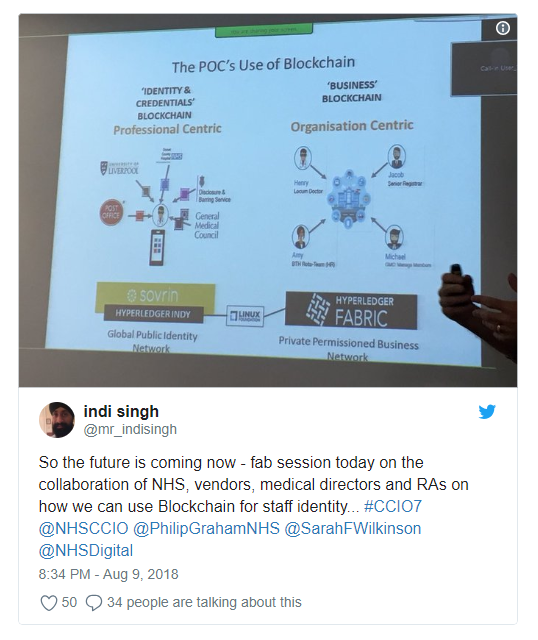 The POC's Use of Blockchain
'IDENTITY &
CREDENTIALS'
BLOCKCHAIN
Professional Centric
'BUSINESS'
BLOCKCHAIN
Organisation Centric
UNIVERSITY OF
LIVERPOOL
POST
OFFICE
Disclosure &
Barring Service
General
Medical
Council
Henry
Locum Doctor
Jacob
Senior Registrar
Amy
Michael
sovrin
HYPERLEDGER INDY
LINUX
FOUNDATION
HYPERLEDGER
FABRIC
Global Public Identity
Network
Private Permissioned Business
Network
indi singh
@mr_indisingh
So the future is coming now - fab session today on the
collaboration of NHS, vendors, medical directors and RAs on
how we can use Blockchain for staff identity... #CCIO7
@NHSCCIO @PhilipGrahamNHS @SarahFWilkinson
@NHSDigital
8:34 PM - Aug 9, 2018
50 34 people are talking about this